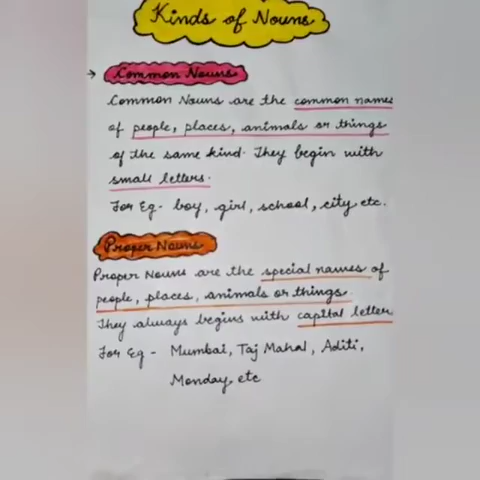 Kinds of Nouns
→ Common Nouns
Common Nouns are the common names
of people, places, animals or things
of the same kind. They begin with
small letters.
For Eg- boy, girl, school, city etc.
Proper Nouns
Proper Nouns are the special names of
people, places, animals or things.
They always begins with capital letter
For Eg - Mumbai, Taj Mahal, Aditi,
Monday, etc